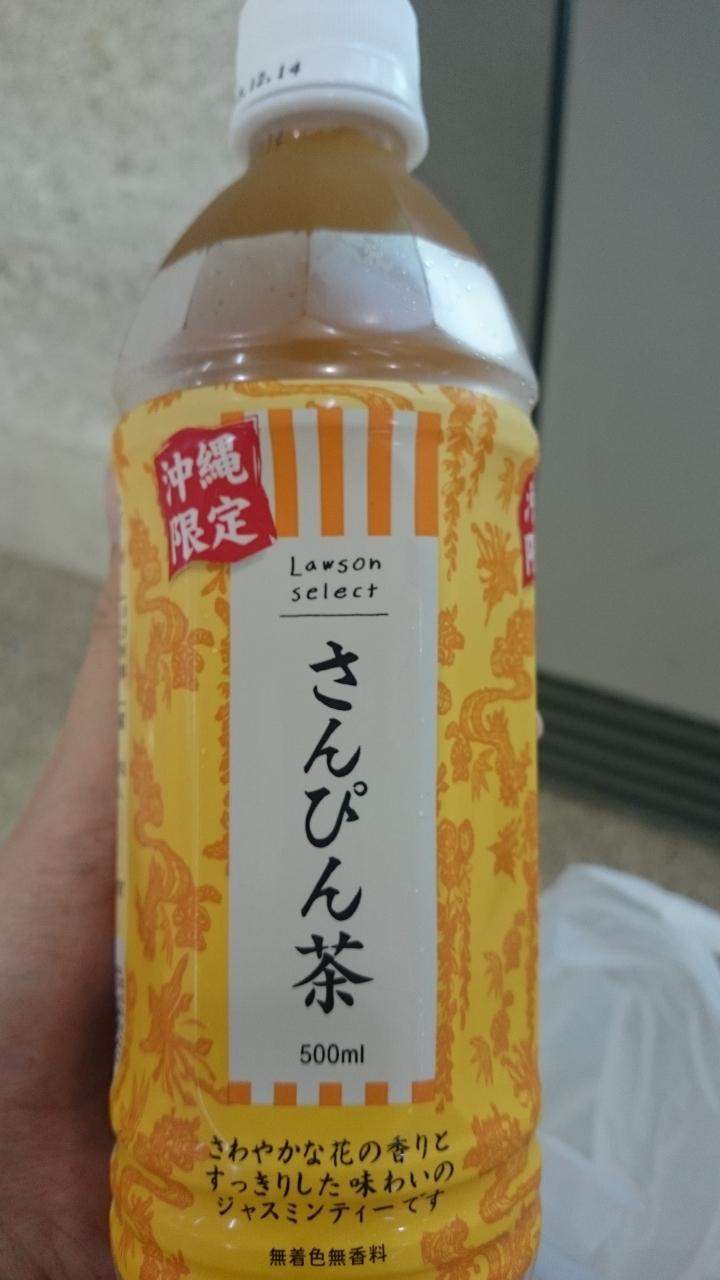 .12.14
沖縄
限定
Lawson
select
さんぴん茶
500ml
さわやかな花の香りと
すっきりした味わいの
ジャスミンティーです
無着色無香料